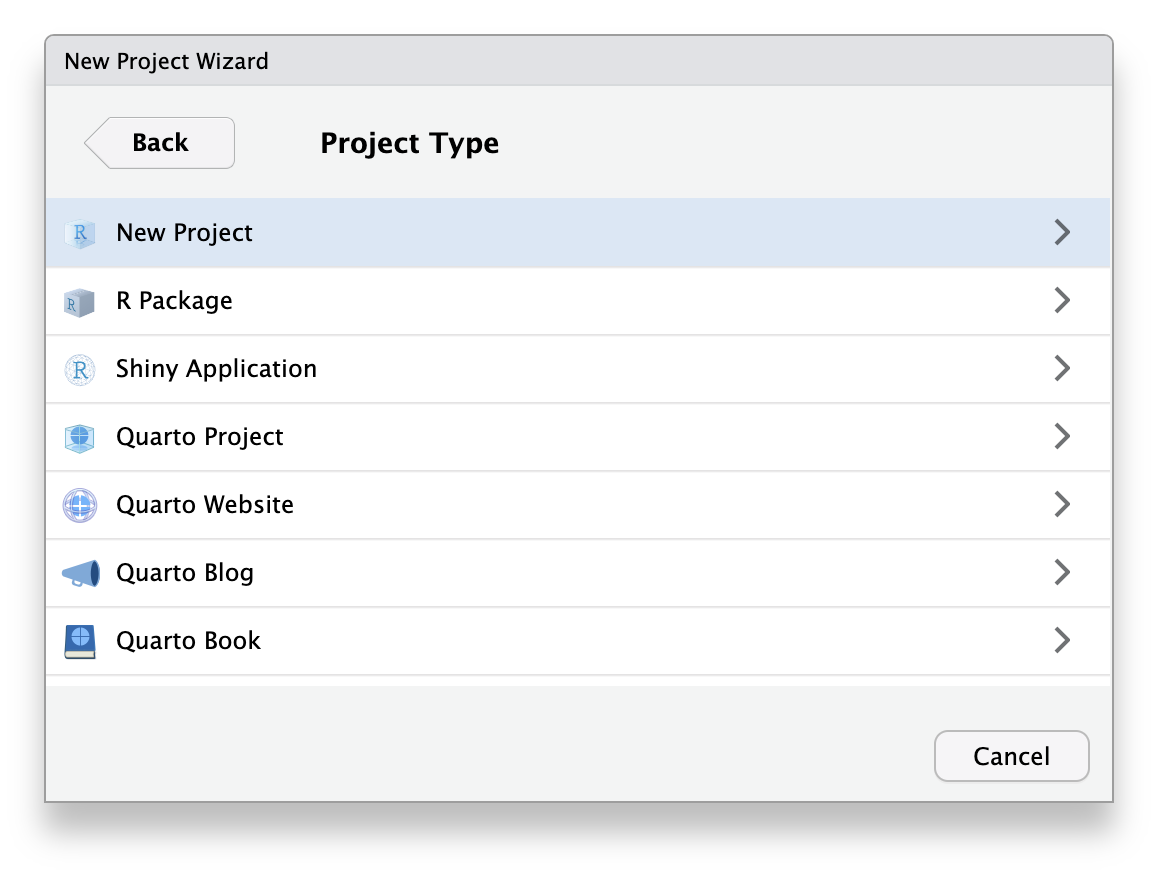 New Project Wizard
Back
Project Type
R New Project
R R Package
R Shiny Application
Quarto Project
Quarto Website
Quarto Blog
Quarto Book
Cancel